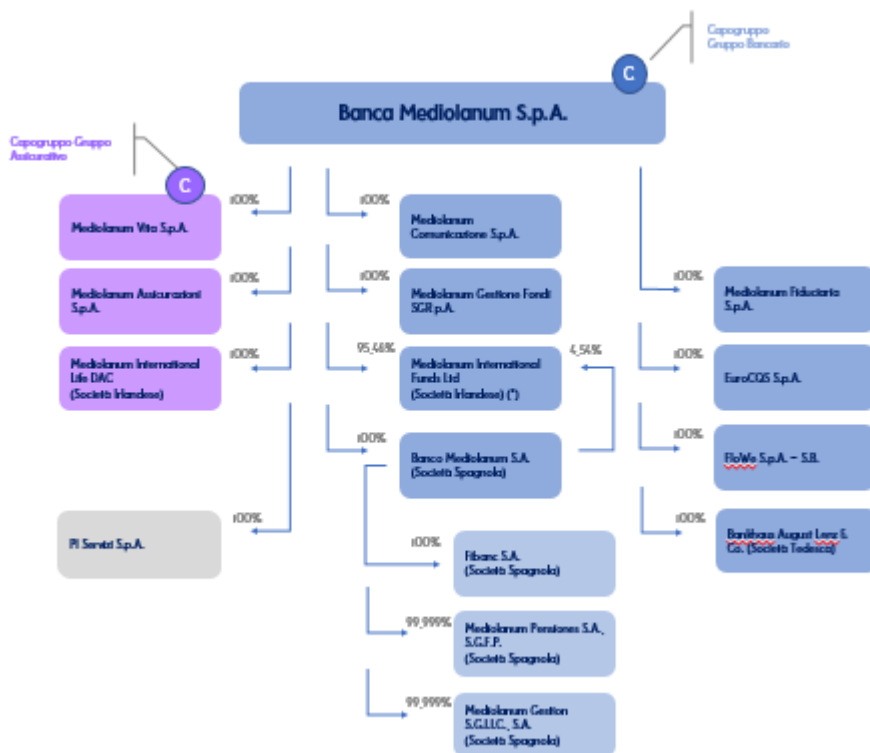 Capogruppo
Gruppo Bancario
C
Banca Mediolanum S.p.A.
Capogruppo Gruppo
Assicurativo
C
100%
Mediolanum Vita S.p.A.
100%
Mediolanum
Comunicazione S.p.A.
100%
Mediolanum Assicurazioni
S.p.A.
100%
Mediolanum Gestione Fondi
SGR p.A.
100%
Mediolanum Fiduciaria
S.p.A.
100%
Mediolanum International
Life DAC
(Società Irlandese)
95,46%
Mediolanum International
Funds Ltd
(Società Irlandese) (*)
4,54%
100%
EuroCQS S.p.A.
100%
Banco Mediolanum S.A.
(Società Spagnola)
100%
FloWe S.p.A. – S.B.
100%
PI Servizi S.p.A.
100%
Bankhaus August Lenz &
Co. (Società Tedesca)
100%
Fibanc S.A.
(Società Spagnola)
99,999%
Mediolanum Pensiones S.A.,
S.G.F.P.
(Società Spagnola)
99,999%
Mediolanum Gestion
S.G.I.I.C., S.A.
(Società Spagnola)